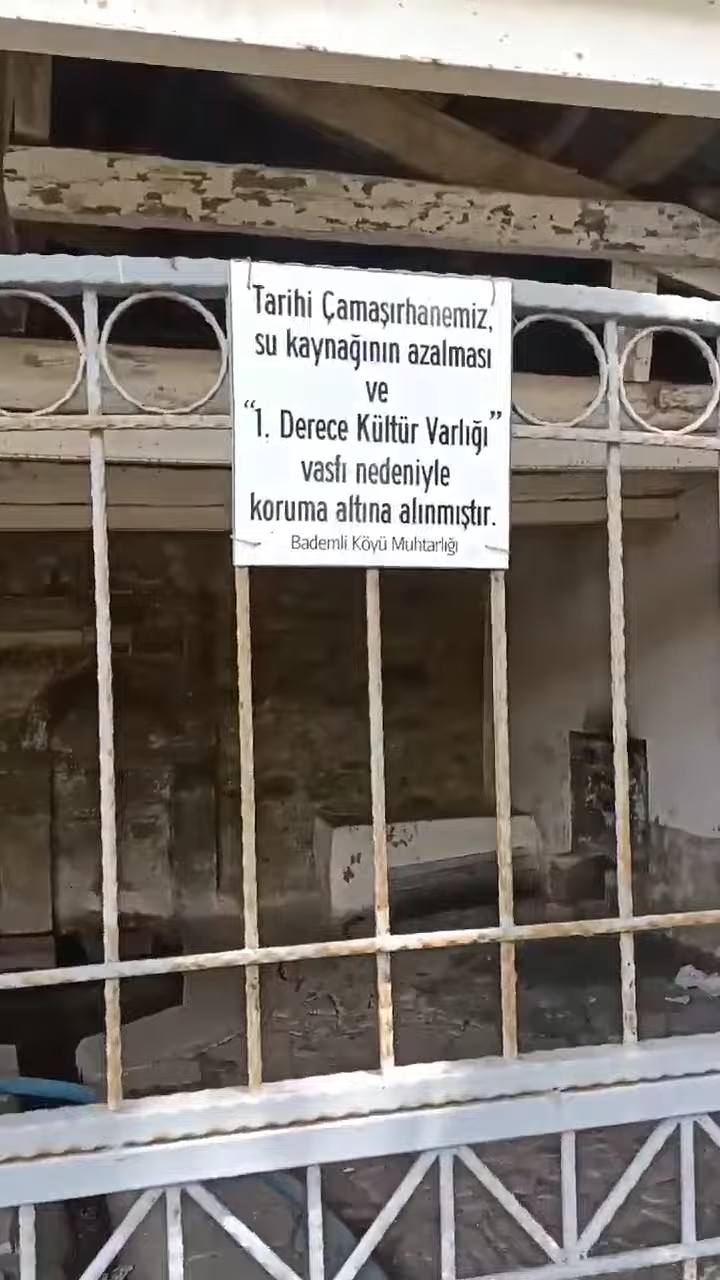 Tarihi Çamaşırhanemiz,
su kaynağının azalması
ve
“1. Derece Kültür Varlığı”
vasfı nedeniyle
koruma altına alınmıştır.
Bademli Köyü Muhtarlığı